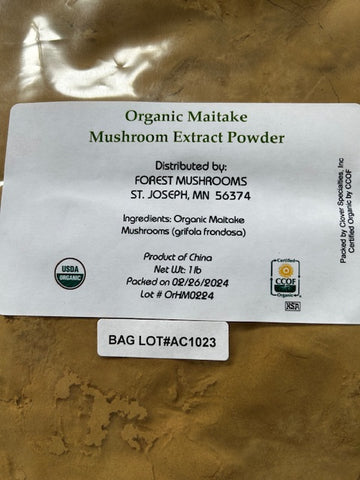 Organic Maitake
Mushroom Extract Powder
Distributed by:
FOREST MUSHROOMS
ST. JOSEPH, MN 56374
Ingredients: Organic Maitake
Mushrooms (grifola frondosa)
Product of China
Net Wt: 1 lb
Packed on 02/26/2024
Lot # OrHM0224
USDA
ORGANIC
Certified
CCOF
Organic
Packed by Clover Specialties, Inc
Certified Organic by CCOF
BAG LOT#AC1023